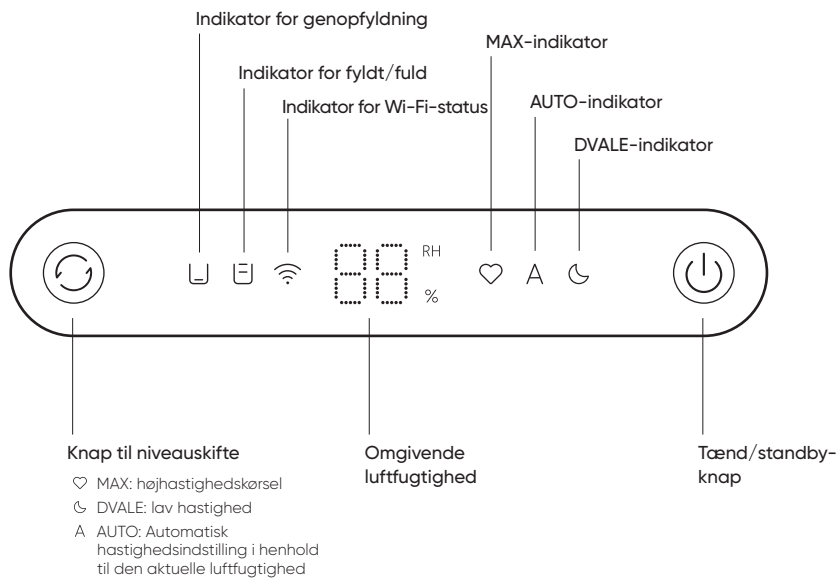 Indikator for genopfyldning
MAX-indikator
Indikator for fyldt/fuld
Indikator for Wi-Fi-status
AUTO-indikator
DVALE-indikator
88 RH
%
A
Knap til niveauskifte
MAX: højhastighedskørsel
DVALE: lav hastighed
A AUTO: Automatisk
hastighedsindstilling i henhold
til den aktuelle luftfugtighed
Omgivende
luftfugtighed
Tænd/standby-
knap